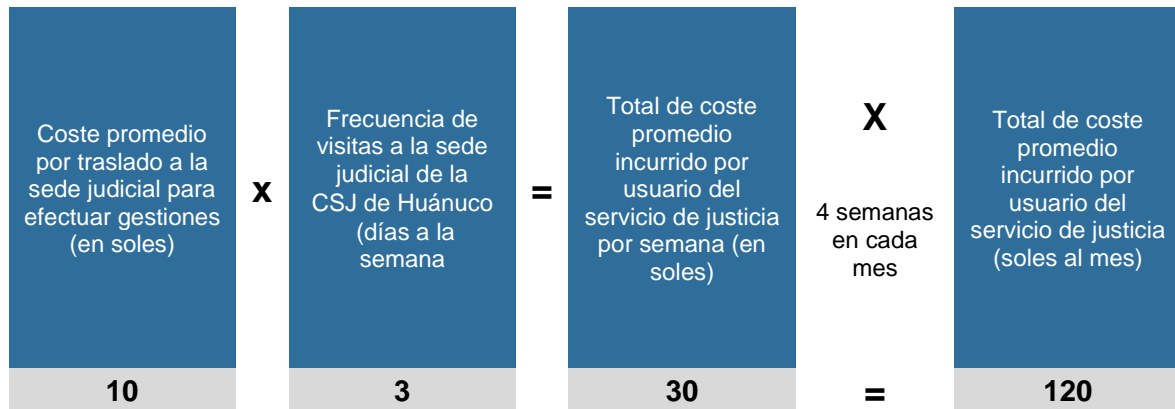 Coste promedio
por traslado a la
sede judicial para
efectuar gestiones
(en soles)
x
Frecuencia de
visitas a la sede
judicial de la
CSJ de Huánuco
(días a la
semana
=
Total de coste
promedio
incurrido por
usuario del
servicio de justicia
por semana (en
soles)
X
4 semanas
en cada
mes
Total de coste
promedio
incurrido por
usuario del
servicio de justicia
(soles al mes)
10
3
30
=
120